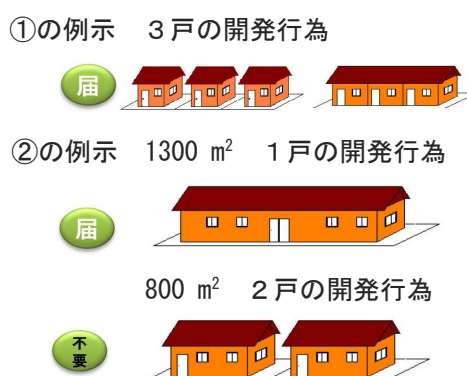 ①の例示　３戸の開発行為
届
②の例示　1300 m²　１戸の開発行為
届
800 m²　２戸の開発行為
不
要